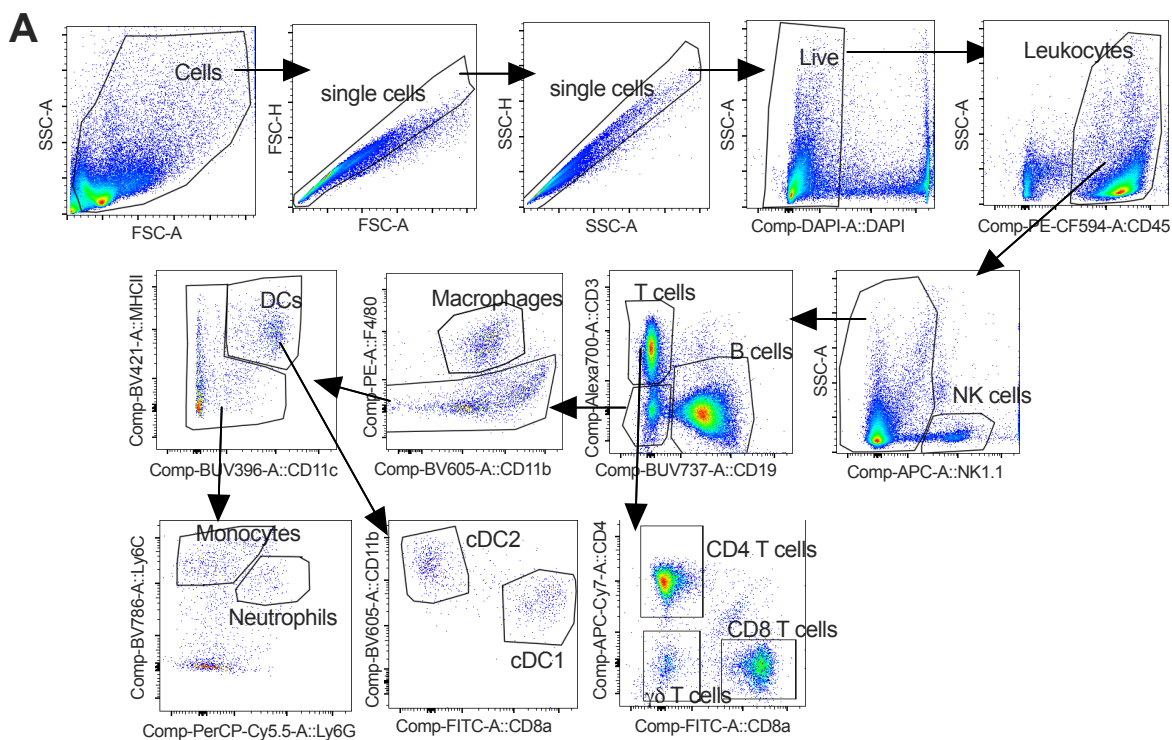 A
Cells
SSC-A
FSC-A
single cells
FSC-H
FSC-A
single cells
SSC-H
SSC-A
Live
SSC-A
Comp-DAPI-A::DAPI
Leukocytes
SSC-A
Comp-PE-CF594-A:CD45
DCs
Comp-BV421-A::MHCII
Comp-BUV396-A::CD11c
Macrophages
Comp-PE-A::F4/80
Comp-BV605-A::CD11b
T cells
B cells
Comp-Alexa700-A::CD3
Comp-BUV737-A::CD19
NK cells
SSC-A
Comp-APC-A::NK1.1
Monocytes
Neutrophils
Comp-BV786-A::Ly6C
Comp-PerCP-Cy5.5-A::Ly6G
cDC2
cDC1
Comp-BV605-A::CD11b
Comp-FITC-A::CD8a
CD4 T cells
CD8 T cells
γδ T cells
Comp-APC-Cy7-A::CD4
Comp-FITC-A::CD8a